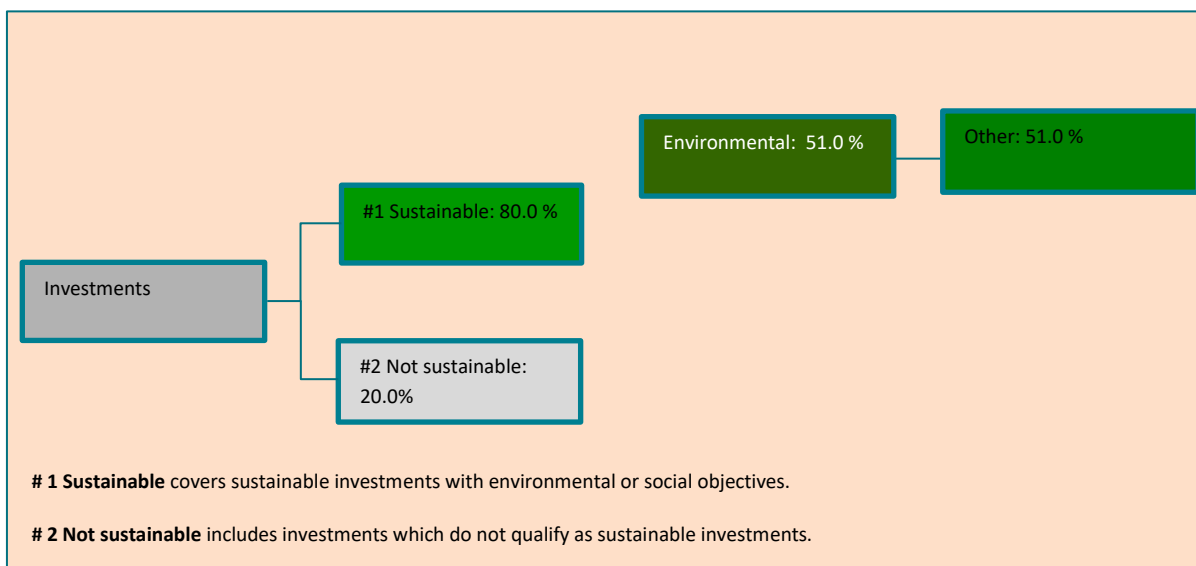 Environmental:  51.0 %
Other: 51.0 %
#1 Sustainable: 80.0 %
Investments
#2 Not sustainable:
20.0%
# 1 Sustainable covers sustainable investments with environmental or social objectives.
# 2 Not sustainable includes investments which do not qualify as sustainable investments.